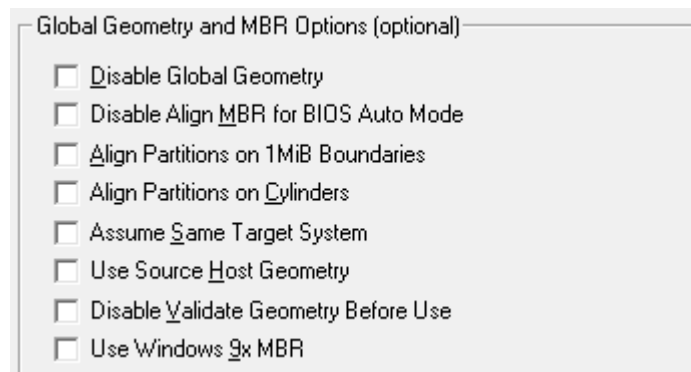 Global Geometry and MBR Options (optional)
Disable Global Geometry
Disable Align MBR for BIOS Auto Mode
Align Partitions on 1MiB Boundaries
Align Partitions on Cylinders
Assume Same Target System
Use Source Host Geometry
Disable Validate Geometry Before Use
Use Windows 9x MBR